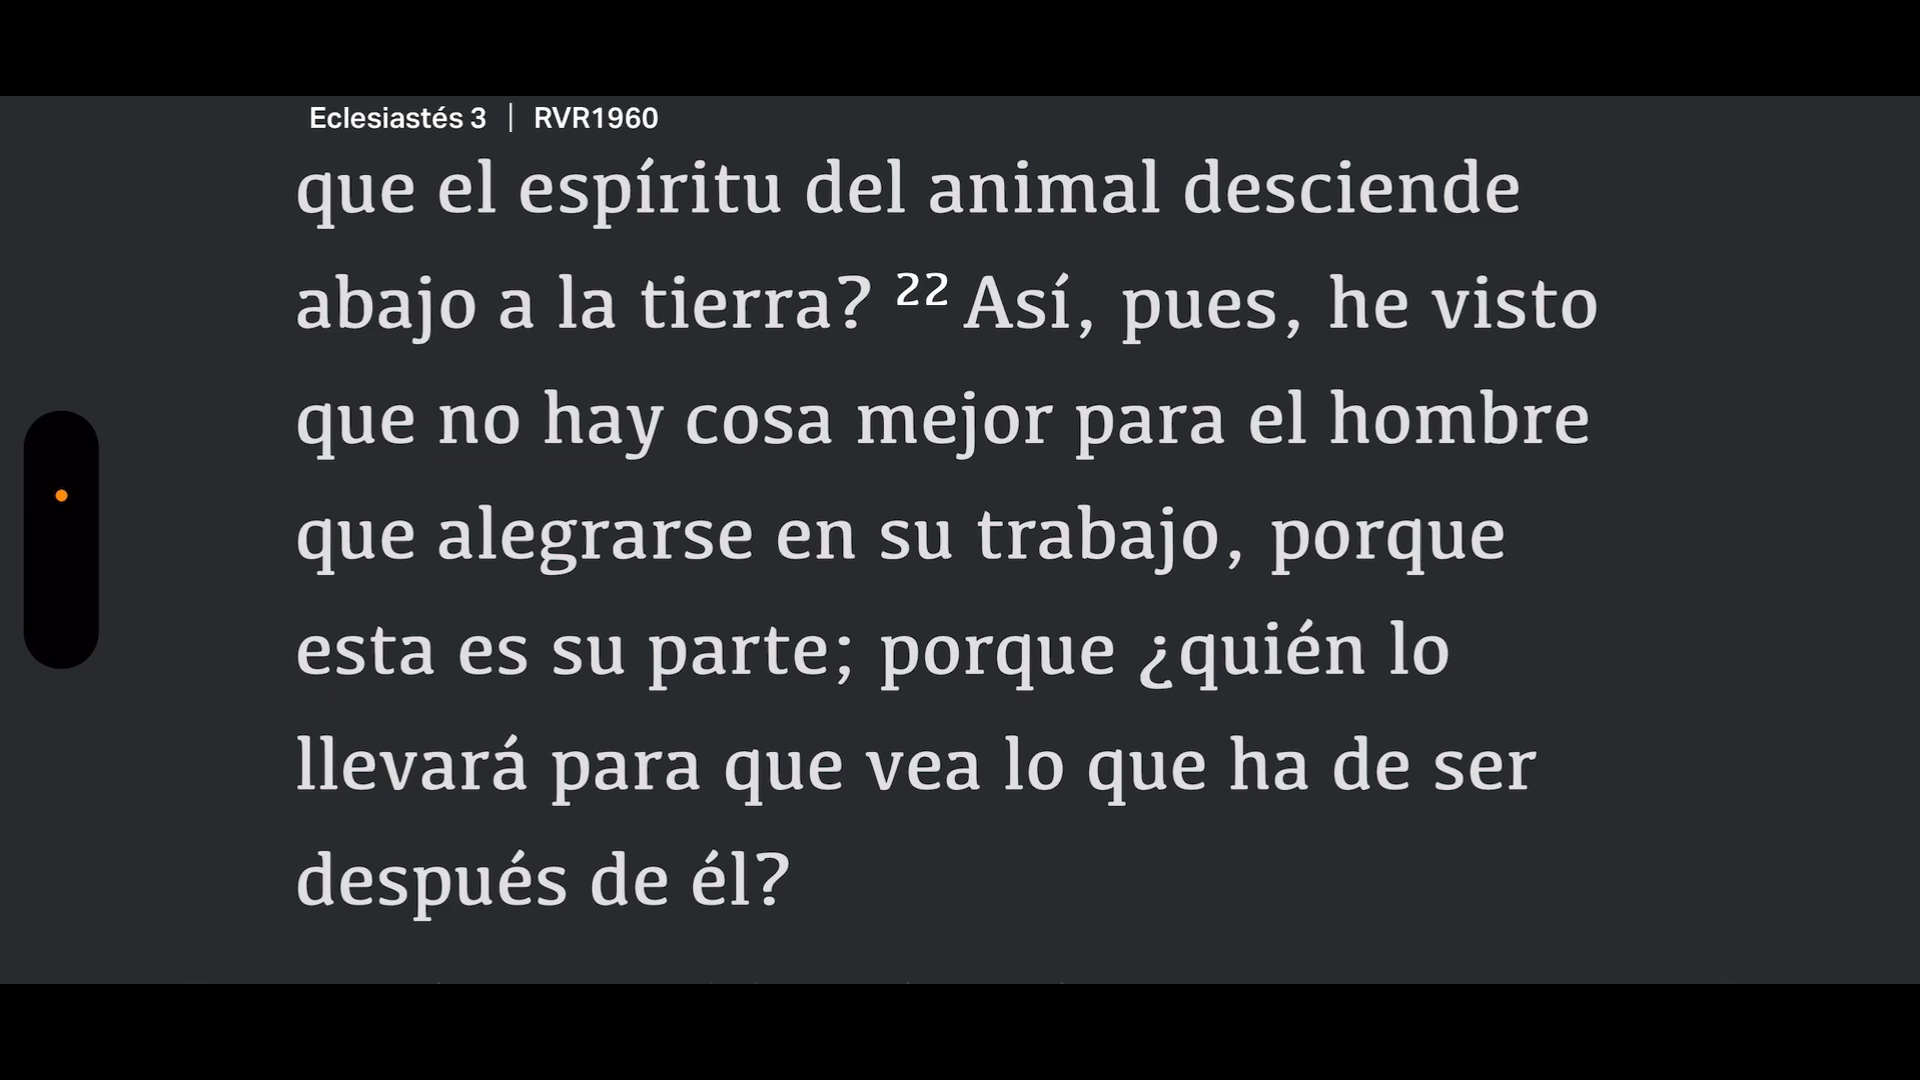 Eclesiastés 3 | RVR1960
que el espíritu del animal desciende
abajo a la tierra? 22 Así, pues, he visto
que no hay cosa mejor para el hombre
que alegrarse en su trabajo, porque
esta es su parte; porque ¿quién lo
llevará para que vea lo que ha de ser
después de él?